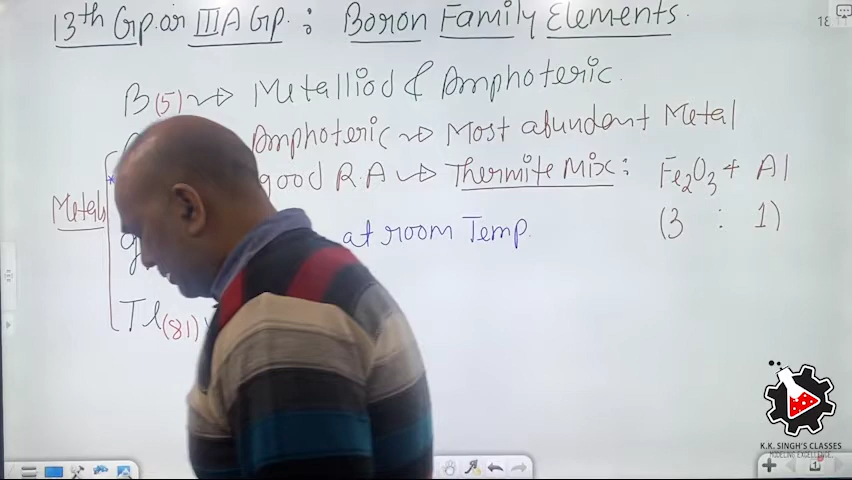 13th Gp. or III A Gp. : Boron Family Elements.
B(5) → Metalliod & Amphoteric.
Amphoteric → Most abundant Metal
good R.A → Thermite Mix : Fe2O3 + Al
Metals
(3 : 1)
at room Temp.
Tl(81)
K.K. SINGH'S CLASSES